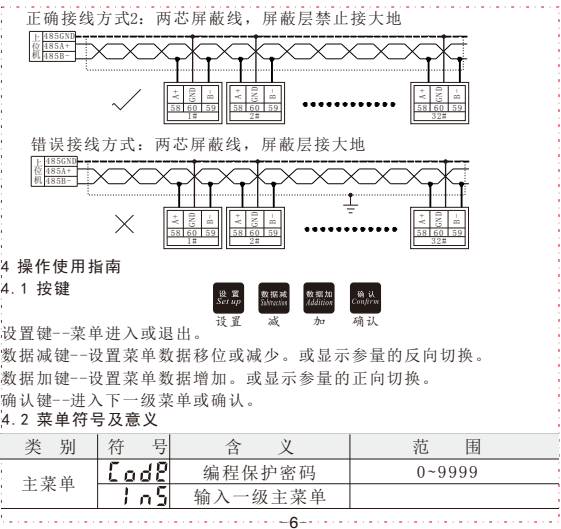 正确接线方式2：两芯屏蔽线，屏蔽层禁止接大地
上位机
485GND
485A+
485B-
A+ GND B- A+ GND B- A+ GND B-
58 60 59 58 60 59 58 60 59
1# 2# 32#
错误接线方式：两芯屏蔽线，屏蔽层接大地
上位机
485GND
485A+
485B-
A+ GND B- A+ GND B- A+ GND B-
58 60 59 58 60 59 58 60 59
1# 2# 32#
4 操作使用指南
4.1 按键
设置 数据减 数据加 确认
Set up Subtraction Addition Confirm
设置 减 加 确认
设置键--菜单进入或退出。
数据减键--设置菜单数据移位或减少。或显示参量的反向切换。
数据加键--设置菜单数据增加。或显示参量的正向切换。
确认键--进入下一级菜单或确认。
4.2 菜单符号及意义
类 别 符 号 含 义 范 围
主菜单 CodE 编程保护密码 0~9999
InS 输入一级主菜单
-6-